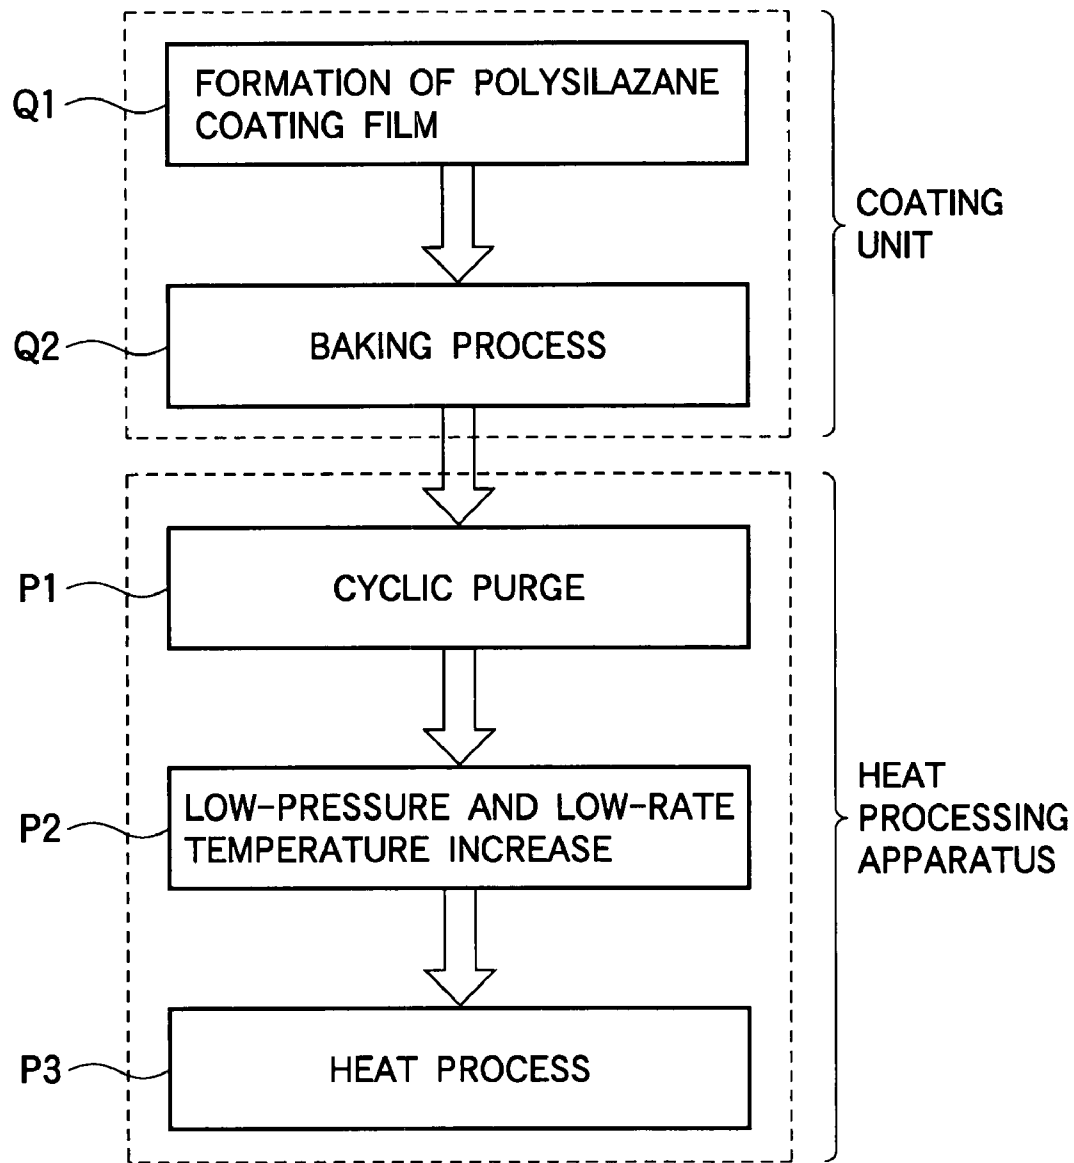 Q1
FORMATION OF POLYSILAZANE
COATING FILM
COATING
UNIT
Q2
BAKING PROCESS
P1
CYCLIC PURGE
P2
LOW-PRESSURE AND LOW-RATE
TEMPERATURE INCREASE
HEAT
PROCESSING
APPARATUS
P3
HEAT PROCESS